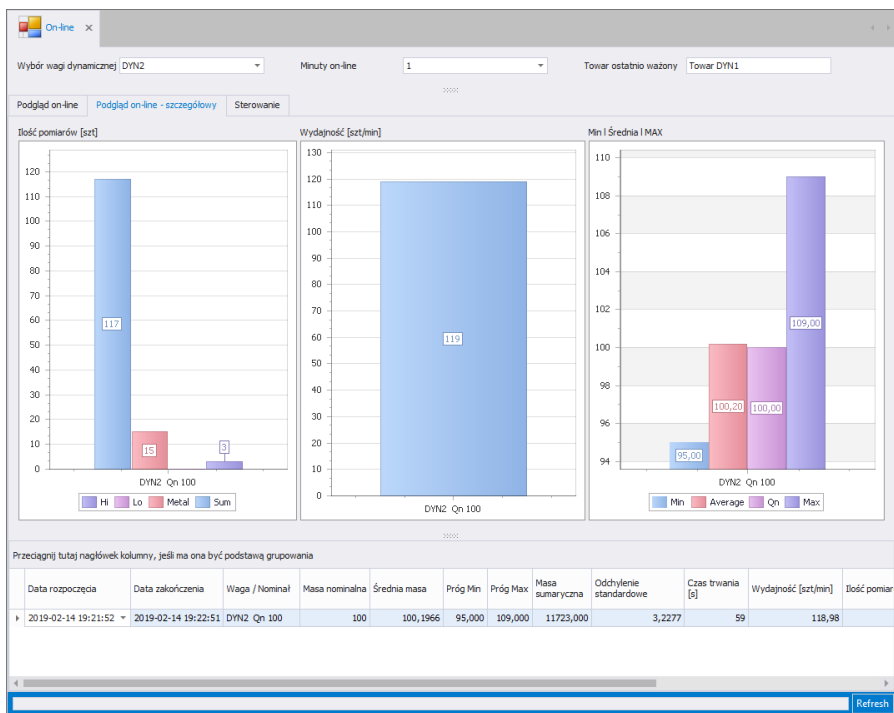 On-line
Wybór wagi dynamicznej DYN2 Minuty on-line 1 Towar ostatnio ważony Towar DYN1
Podgląd on-line Podgląd on-line - szczegółowy Sterowanie
Ilość pomiarów [szt]
120
110
100
90
80
70
60
50
40
30
20
10
0
117
15
3
DYN2 Qn 100
Hi Lo Metal Sum
Wydajność [szt/min]
130
120
110
100
90
80
70
60
50
40
30
20
10
0
119
DYN2 Qn 100
Min l Średnia l MAX
110
108
106
104
102
100
98
96
94
95,00
100,20
100,00
109,00
DYN2 Qn 100
Min Average Qn Max
Przeciągnij tutaj nagłówek kolumny, jeśli ma ona być podstawą grupowania
Data rozpoczęcia Data zakończenia Waga / Nominał Masa nominalna Średnia masa Próg Min Próg Max Masa sumaryczna Odchylenie standardowe Czas trwania [s] Wydajność [szt/min] Ilość pomiar
2019-02-14 19:21:52 2019-02-14 19:22:51 DYN2 Qn 100 100 100,1966 95,000 109,000 11723,000 3,2277 59 118,98
Refresh